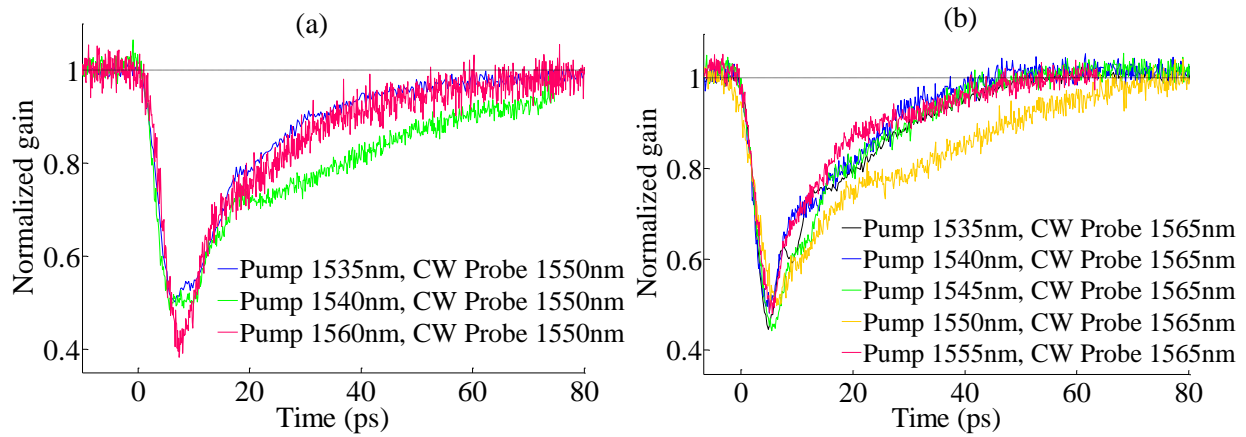 (a)
Normalized gain
1
0.8
0.6
0.4
Pump 1535nm, CW Probe 1550nm
Pump 1540nm, CW Probe 1550nm
Pump 1560nm, CW Probe 1550nm
0 20 40 60 80
Time (ps)
(b)
Normalized gain
1
0.8
0.6
0.4
Pump 1535nm, CW Probe 1565nm
Pump 1540nm, CW Probe 1565nm
Pump 1545nm, CW Probe 1565nm
Pump 1550nm, CW Probe 1565nm
Pump 1555nm, CW Probe 1565nm
0 20 40 60 80
Time (ps)